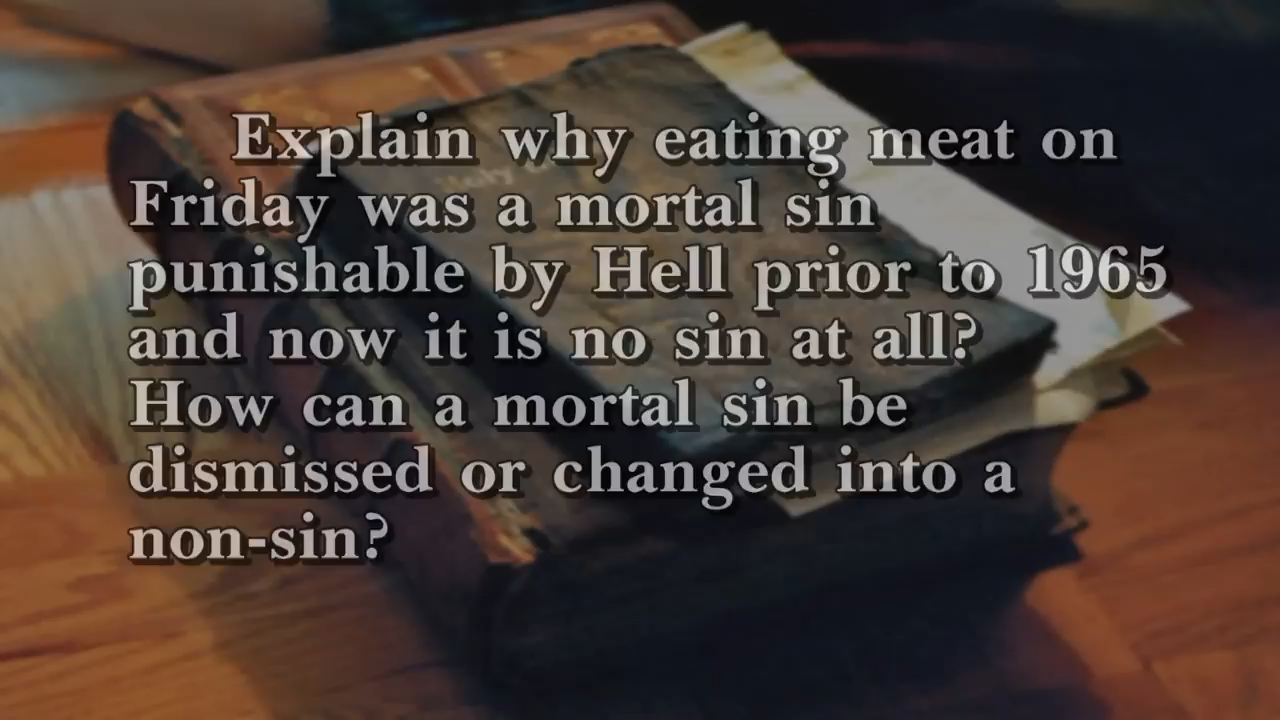 Explain why eating meat on
Friday was a mortal sin
punishable by Hell prior to 1965
and now it is no sin at all?
How can a mortal sin be
dismissed or changed into a
non-sin?